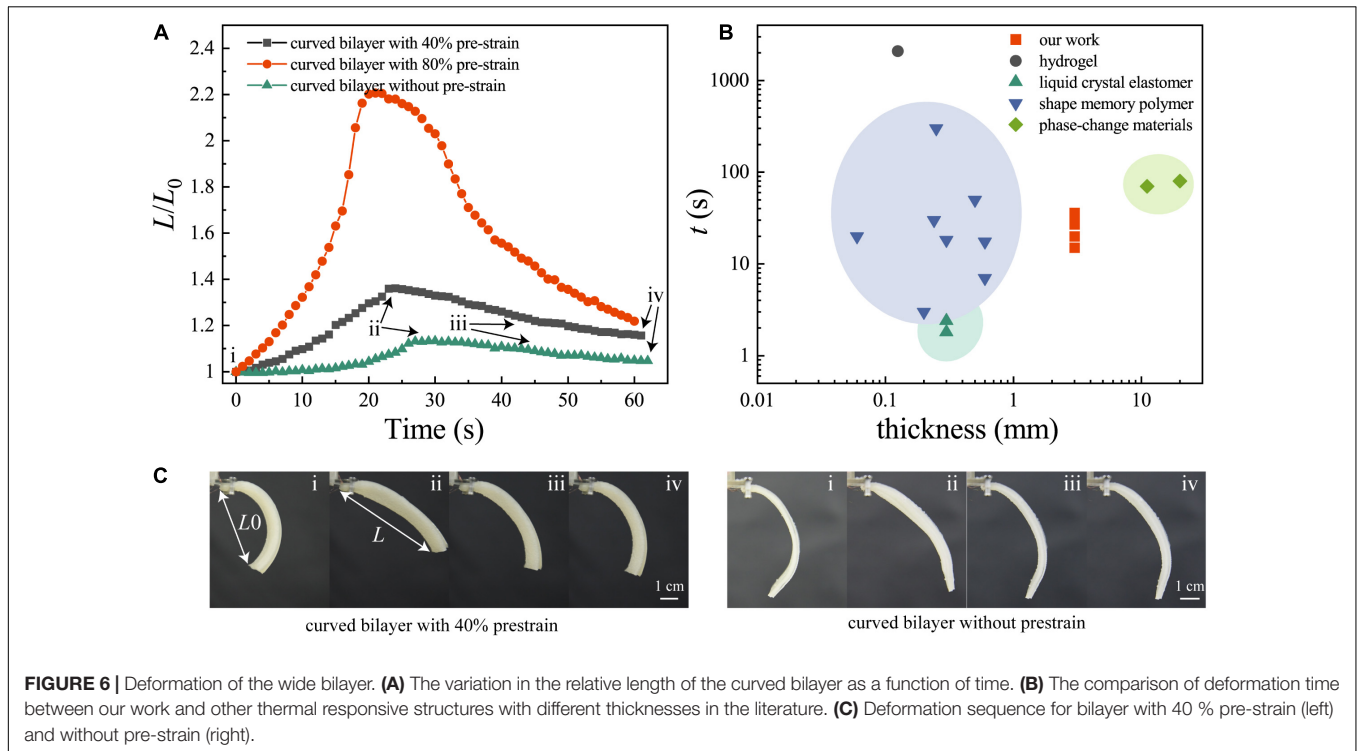 A
2.4
2.2
2
1.8
1.6
1.4
1.2
1
L/L0
curved bilayer with 40% pre-strain
curved bilayer with 80% pre-strain
curved bilayer without pre-strain
i
ii
iii
iv
0
10
20
30
40
50
60
Time (s)
B
1000
100
10
1
t (s)
our work
hydrogel
liquid crystal elastomer
shape memory polymer
phase-change materials
0.01
0.1
1
10
thickness (mm)
C
i
ii
iii
iv
L0
L
1 cm
curved bilayer with 40% prestrain
i
ii
iii
iv
1 cm
curved bilayer without prestrain
FIGURE 6 | Deformation of the wide bilayer. (A) The variation in the relative length of the curved bilayer as a function of time. (B) The comparison of deformation time
between our work and other thermal responsive structures with different thicknesses in the literature. (C) Deformation sequence for bilayer with 40 % pre-strain (left)
and without pre-strain (right).